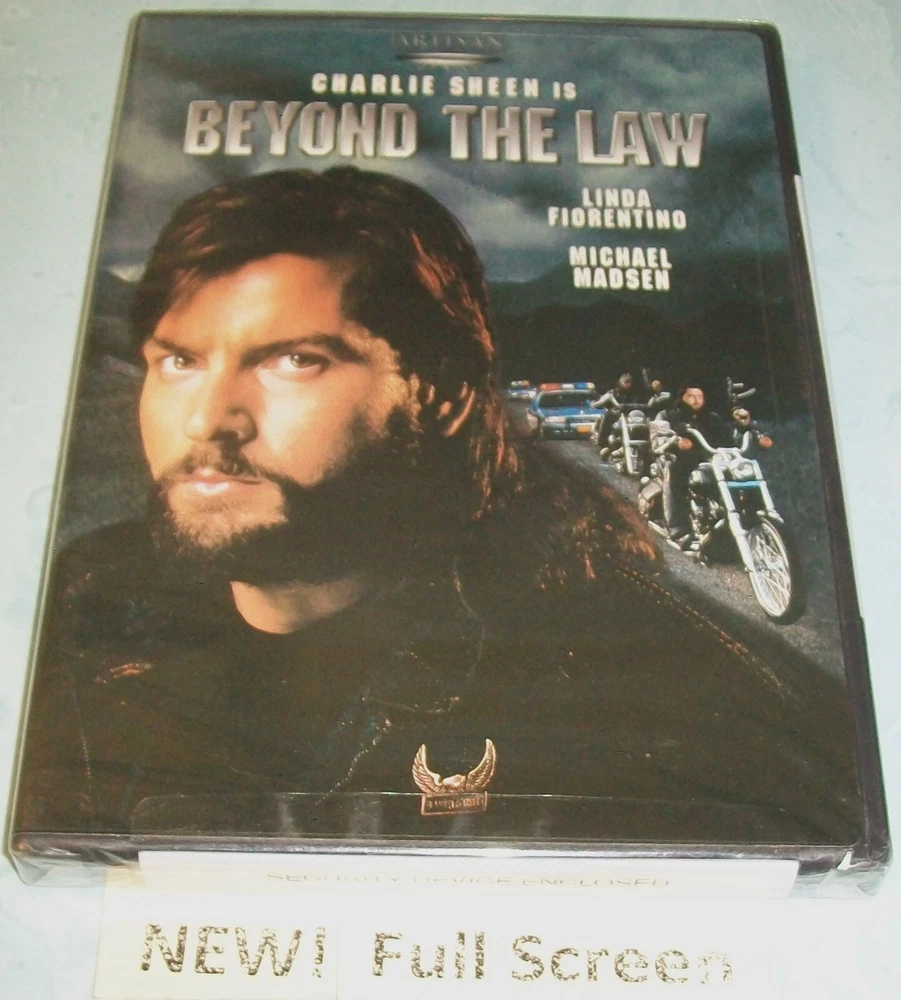 ARTISAN
CHARLIE SHEEN IS
BEYOND THE LAW
LINDA
FIORENTINO
MICHAEL
MADSEN
SECURITY DEVICE ENCLOSED
NEW! Full Screen